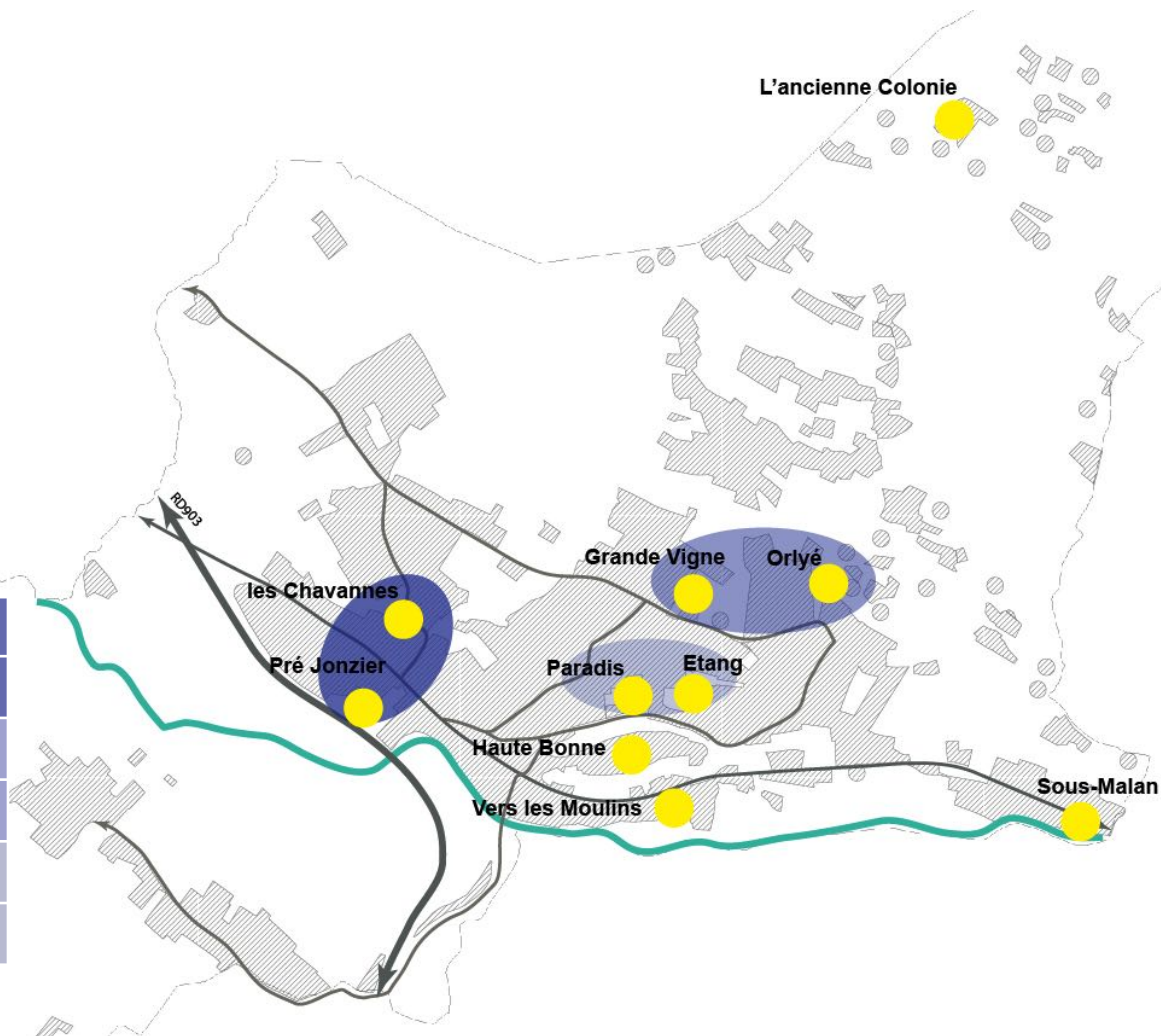 L'ancienne Colonie
RD903
Grande Vigne
Orlyé
les Chavannes
Pré Jonzier
Paradis
Etang
Haute Bonne
Vers les Moulins
Sous-Malan